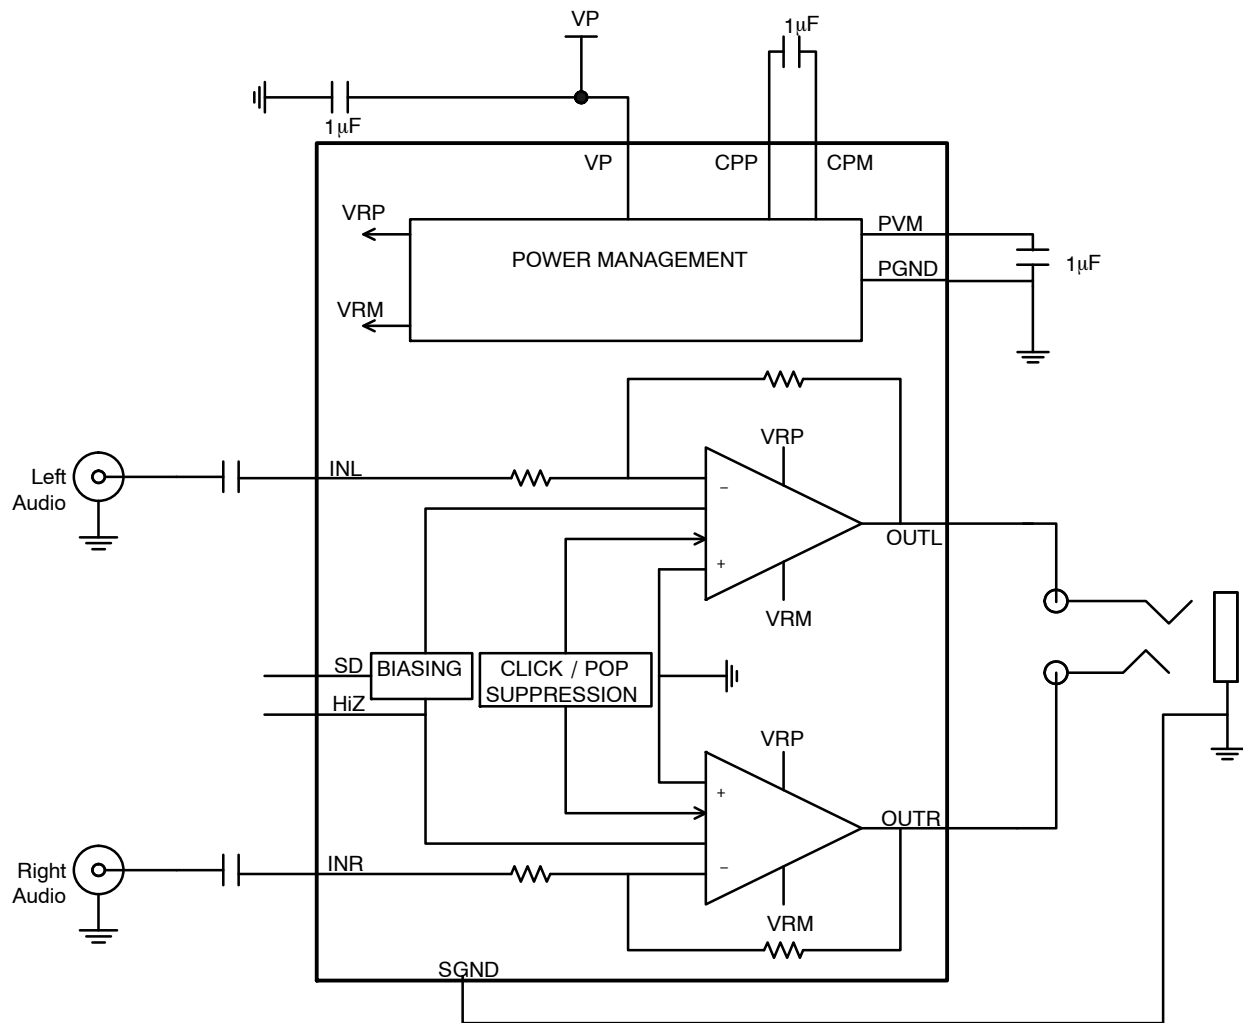 VP
1μF
1μF
VP
CPP
CPM
VRP
PVM
POWER MANAGEMENT
PGND
1μF
VRM
VRP
Left
Audio
INL
−
OUTL
+
VRM
SD
BIASING
CLICK / POP
SUPPRESSION
HiZ
VRP
+
OUTR
Right
Audio
INR
−
VRM
SGND